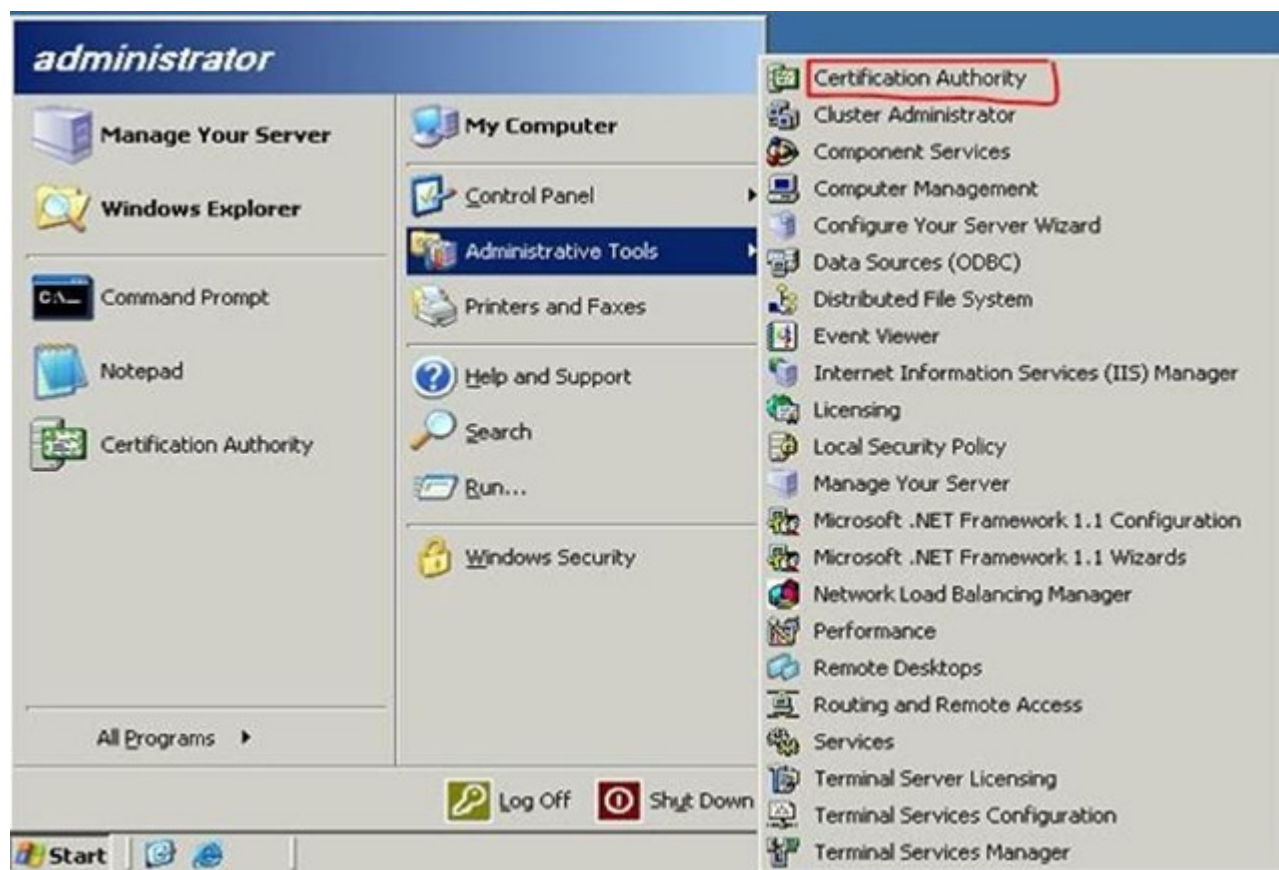 administrator
Manage Your Server
Windows Explorer
Command Prompt
Notepad
Certification Authority
All Programs
My Computer
Control Panel
Administrative Tools
Printers and Faxes
Help and Support
Search
Run...
Windows Security
Log Off
Shut Down
Start
Certification Authority
Cluster Administrator
Component Services
Computer Management
Configure Your Server Wizard
Data Sources (ODBC)
Distributed File System
Event Viewer
Internet Information Services (IIS) Manager
Licensing
Local Security Policy
Manage Your Server
Microsoft .NET Framework 1.1 Configuration
Microsoft .NET Framework 1.1 Wizards
Network Load Balancing Manager
Performance
Remote Desktops
Routing and Remote Access
Services
Terminal Server Licensing
Terminal Services Configuration
Terminal Services Manager